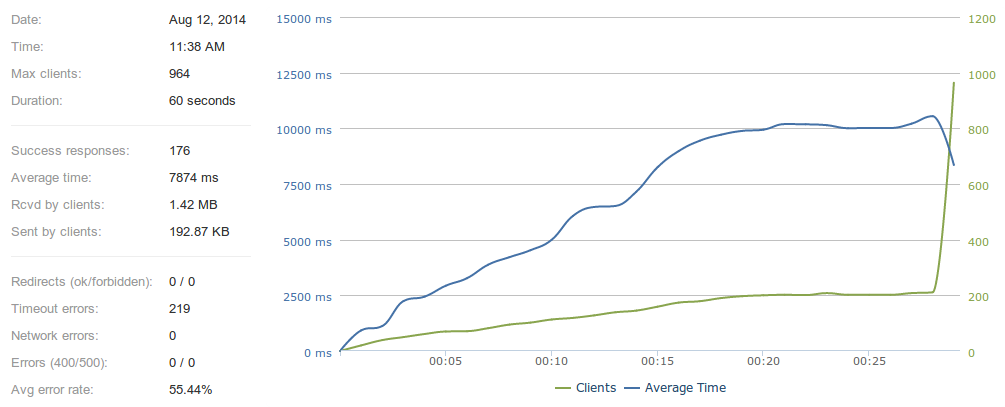 Date: Aug 12, 2014
Time: 11:38 AM
Max clients: 964
Duration: 60 seconds
Success responses: 176
Average time: 7874 ms
Rcvd by clients: 1.42 MB
Sent by clients: 192.87 KB
Redirects (ok/forbidden): 0 / 0
Timeout errors: 219
Network errors: 0
Errors (400/500): 0 / 0
Avg error rate: 55.44%
15000 ms 1200
12500 ms 1000
10000 ms 800
7500 ms 600
5000 ms 400
2500 ms 200
0 ms 0
00:05 00:10 00:15 00:20 00:25
Clients Average Time